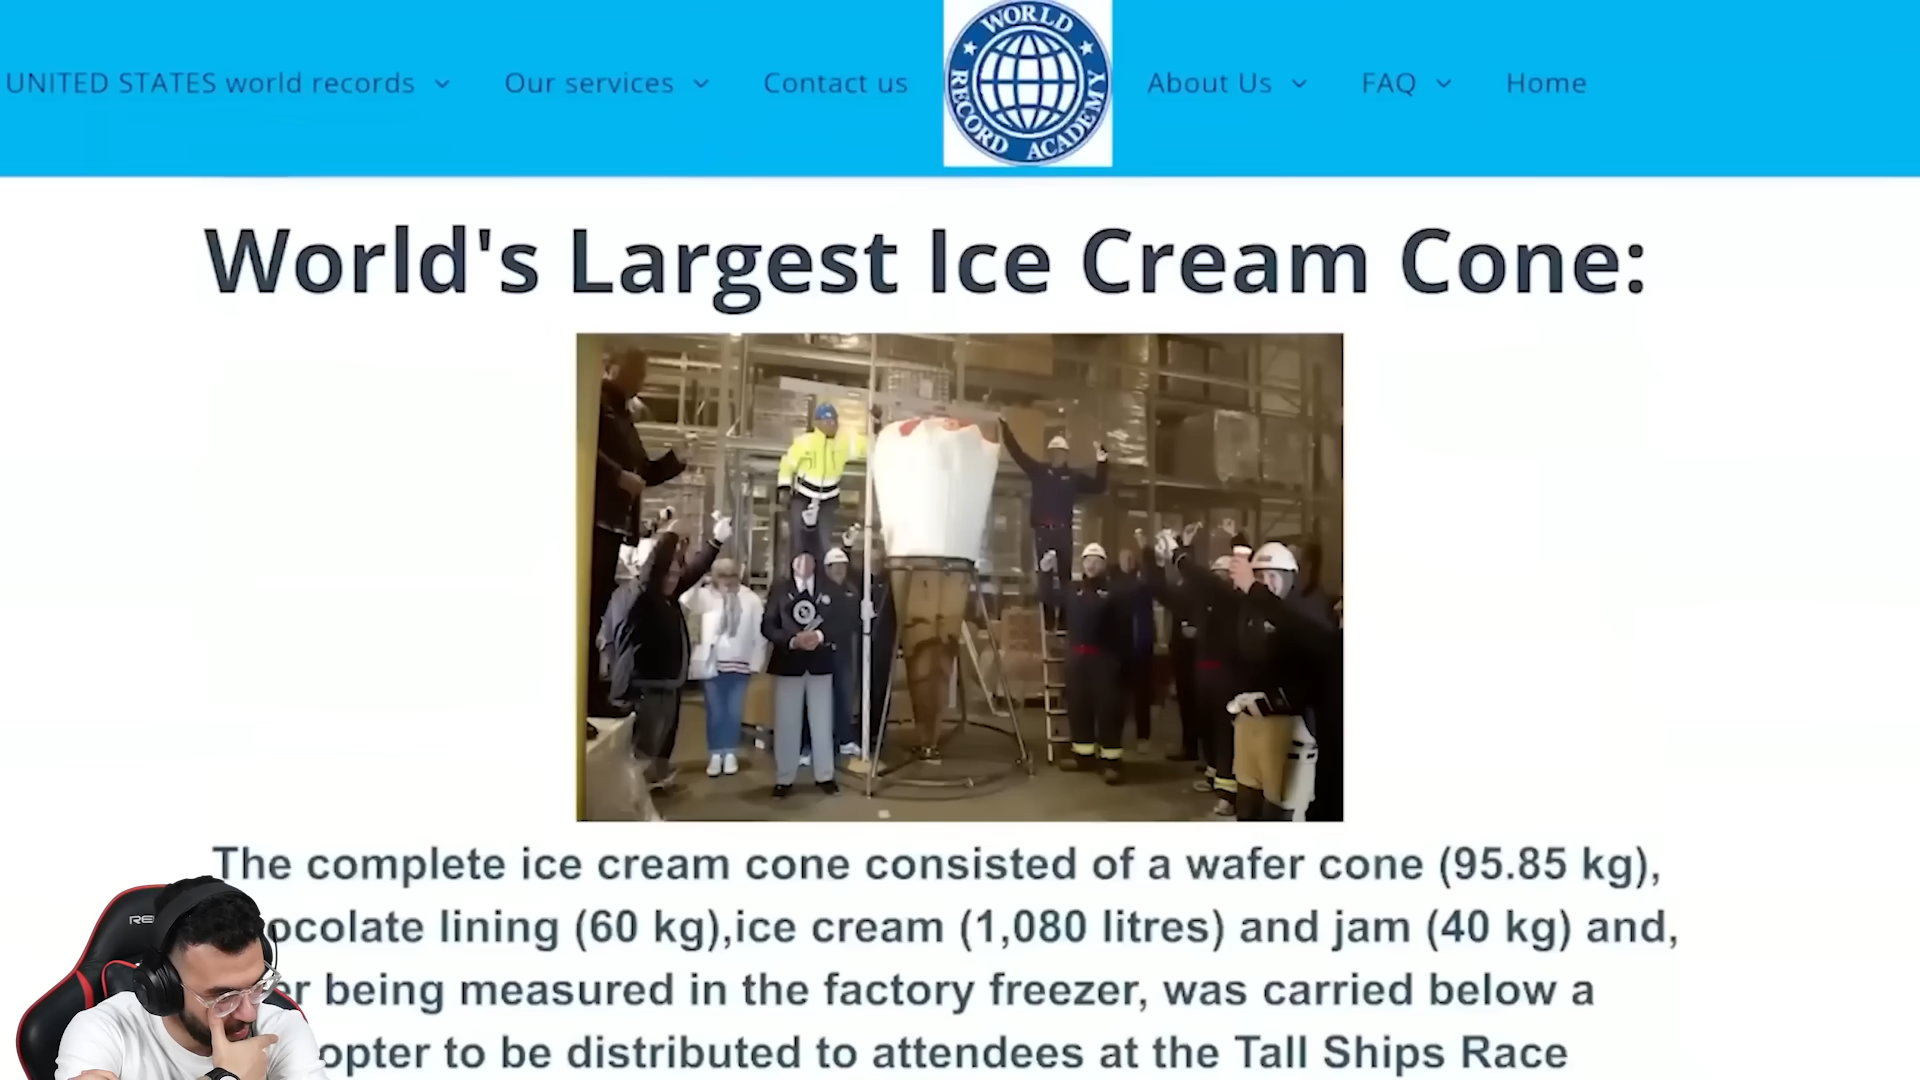 UNITED STATES world records Our services Contact us About Us FAQ Home
WORLD RECORD ACADEMY
World's Largest Ice Cream Cone:
The complete ice cream cone consisted of a wafer cone (95.85 kg),
ocolate lining (60 kg),ice cream (1,080 litres) and jam (40 kg) and,
er being measured in the factory freezer, was carried below a
opter to be distributed to attendees at the Tall Ships Race